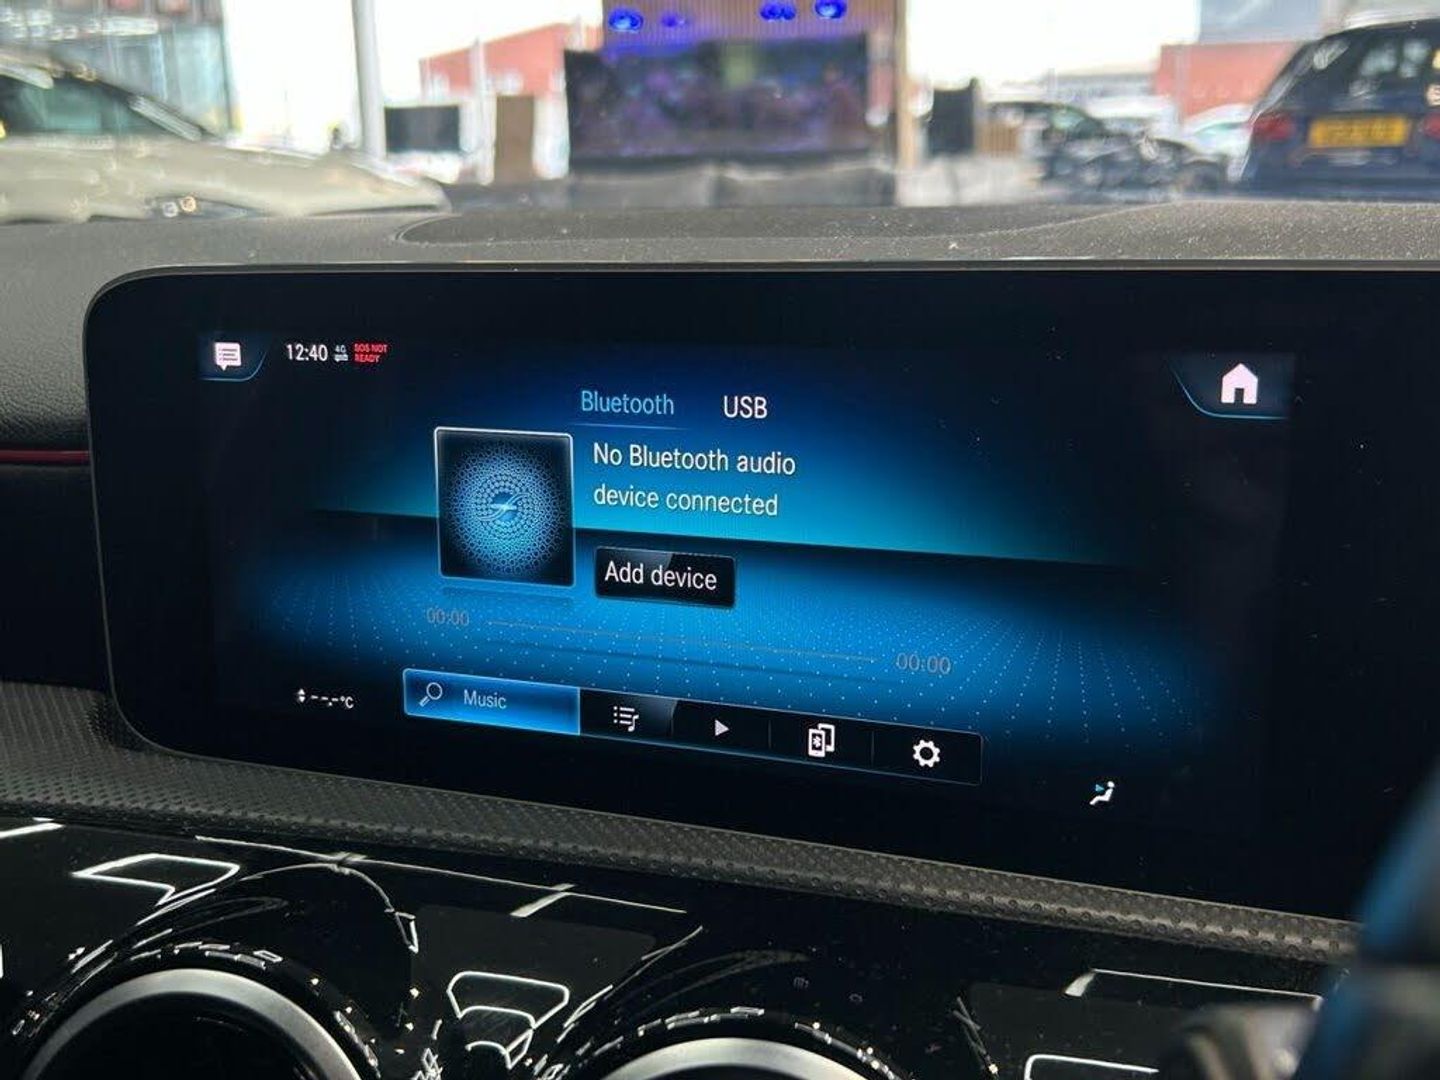 12:40 4G SOS NOT
READY
Bluetooth USB
No Bluetooth audio
device connected
Add device
00:00
00:00
--,-°C
Music